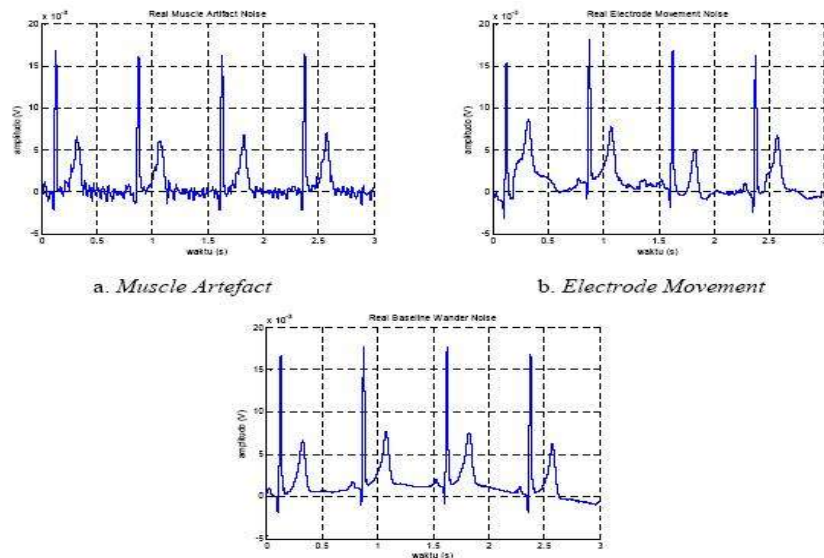 Real Muscle Artifact Noise
x 10⁻³
20
15
10
5
0
-5
amplitudo (V)
0 0.5 1 1.5 2 2.5 3
waktu (s)
a. Muscle Artefact
Real Electrode Movement Noise
x 10⁻³
20
15
10
5
0
-5
amplitudo (V)
0 0.5 1 1.5 2 2.5 3
waktu (s)
b. Electrode Movement
Real Baseline Wander Noise
x 10⁻³
20
15
10
5
0
-5
amplitudo (V)
0 0.5 1 1.5 2 2.5 3
waktu (s)